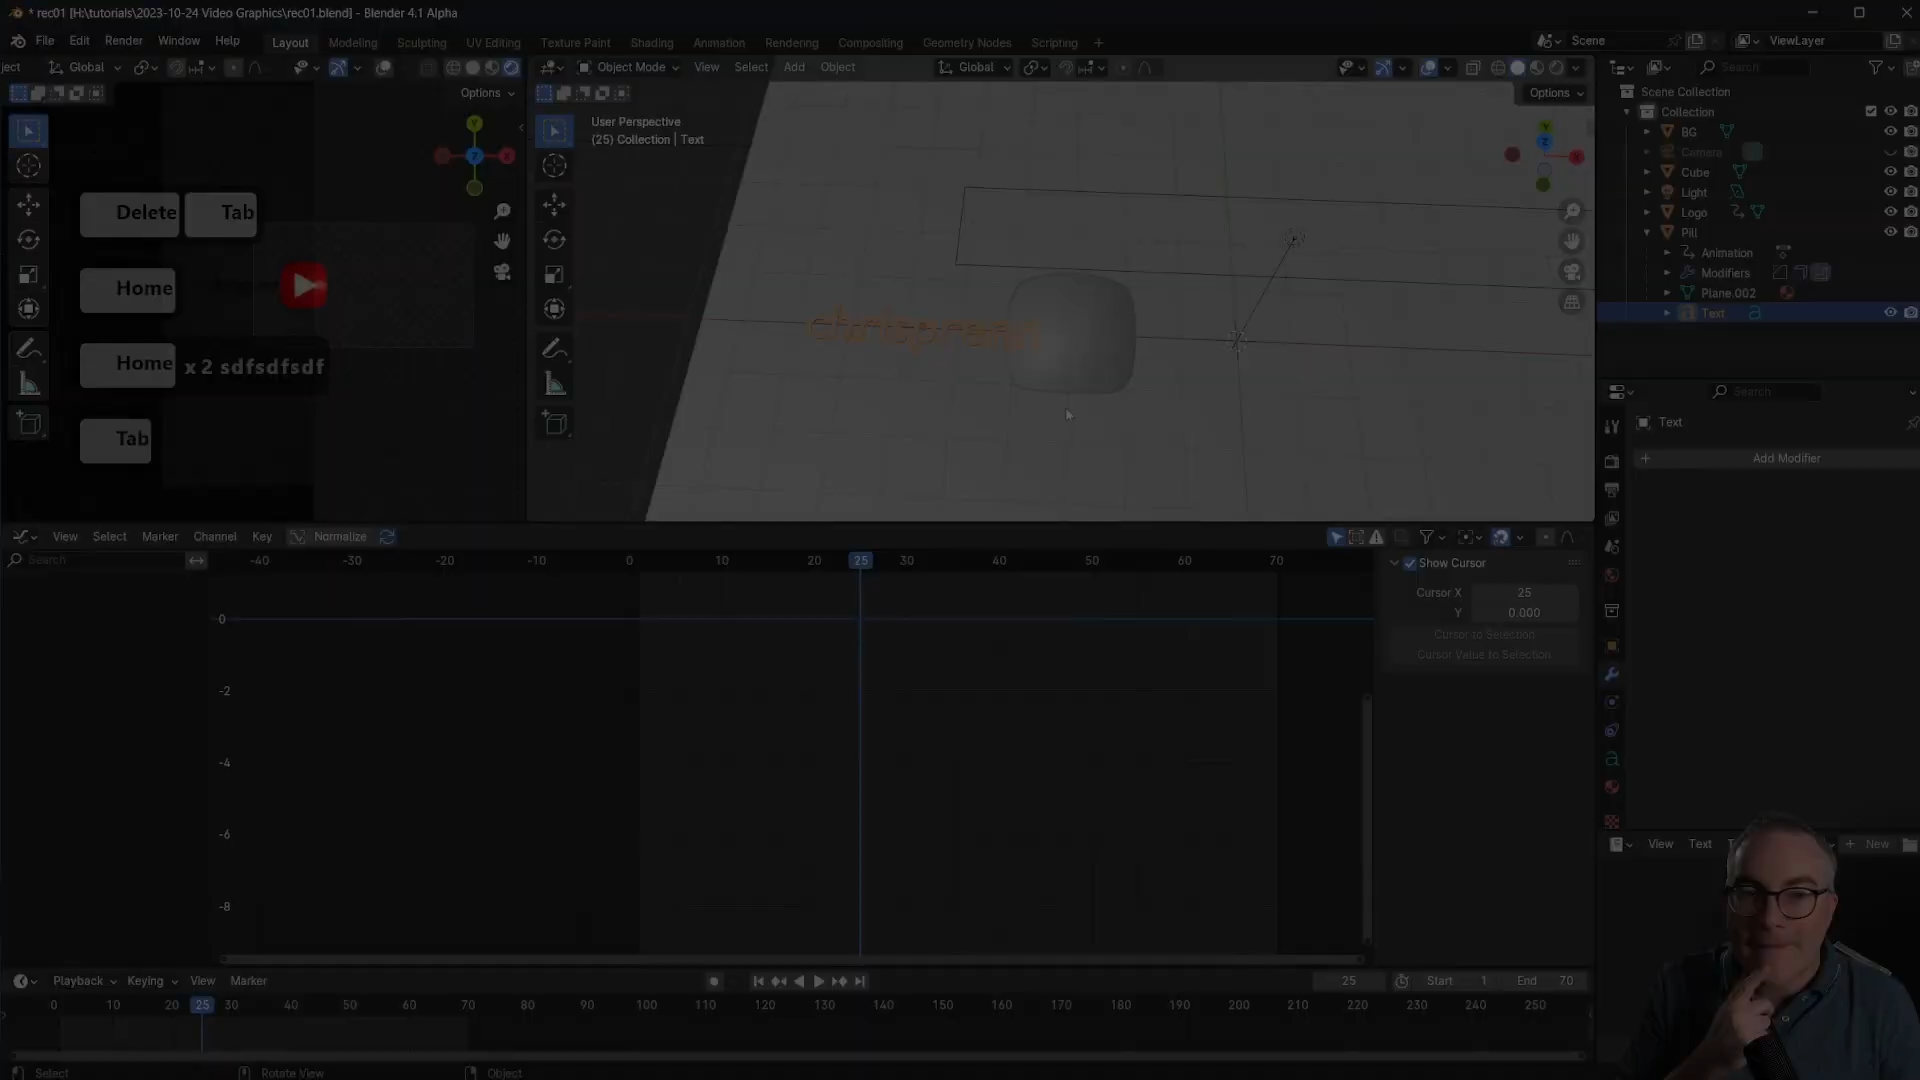 * rec01 [H:\tutorials\2023-10-24 Video Graphics\rec01.blend] - Blender 4.1 Alpha
File Edit Render Window Help Layout Modeling Sculpting UV Editing Texture Paint Shading Animation Rendering Compositing Geometry Nodes Scripting + Scene ViewLayer
ject Global Object Mode View Select Add Object Global Search
Options Options
Scene Collection
Collection
User Perspective
(25) Collection | Text
BG
Camera
Cube
Light
Logo
Pill
Animation
Modifiers
Plane.002
Text
Y
Z
X
Y
Z
X
Delete Tab
Home
Home x 2 sdfsdfsdf
Tab
Search
Text
Add Modifier
View Select Marker Channel Key Normalize
Search -40 -30 -20 -10 0 10 20 25 30 40 50 60 70
Show Cursor
Cursor X 25
Y 0.000
Cursor to Selection
Cursor Value to Selection
0
-2
-4
-6
-8
View Text New
Playback Keying View Marker 25 Start 1 End 70
0 10 25 30 40 50 60 70 80 90 100 110 120 130 140 150 160 170 180 190 200 210 220 230 240 250
Select Rotate View Object